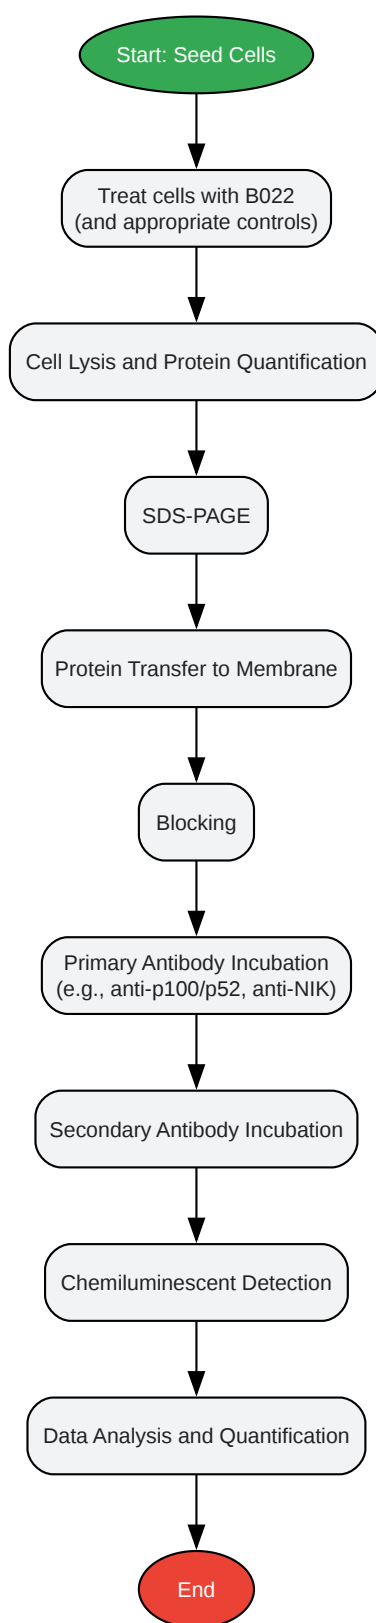 Start: Seed Cells
Treat cells with B022
(and appropriate controls)
Cell Lysis and Protein Quantification
SDS-PAGE
Protein Transfer to Membrane
Blocking
Primary Antibody Incubation
(e.g., anti-p100/p52, anti-NIK)
Secondary Antibody Incubation
Chemiluminescent Detection
Data Analysis and Quantification
End